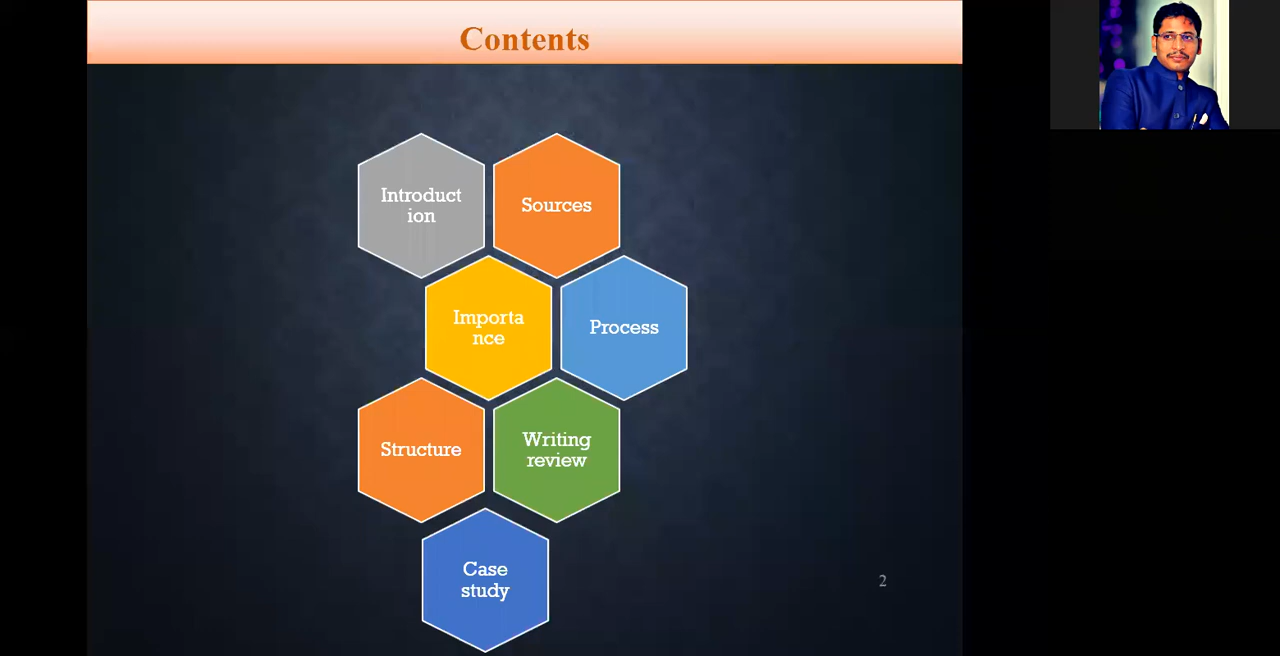 Contents
Introduct
ion
Sources
Importa
nce
Process
Structure
Writing
review
Case
study
2